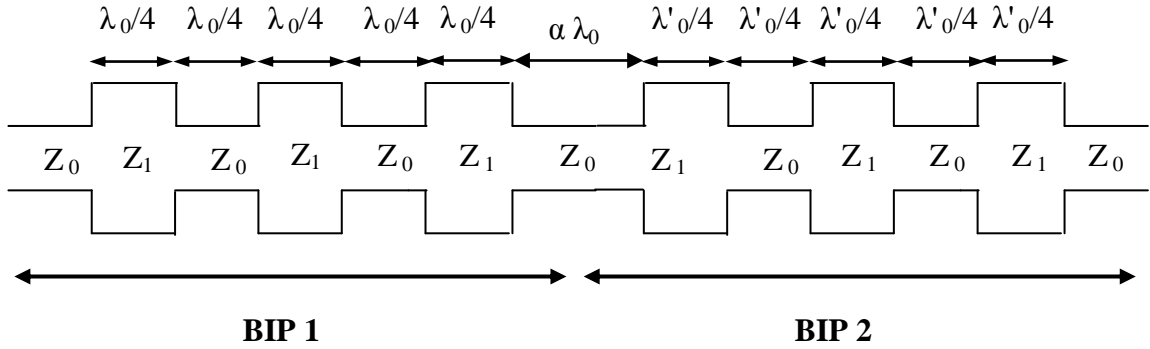 λ₀/4 λ₀/4 λ₀/4 λ₀/4 λ₀/4 α λ₀ λ'₀/4 λ'₀/4 λ'₀/4 λ'₀/4 λ'₀/4
Z₀ Z₁ Z₀ Z₁ Z₀ Z₁ Z₀ Z₁ Z₀ Z₁ Z₀ Z₁ Z₀
BIP 1 BIP 2